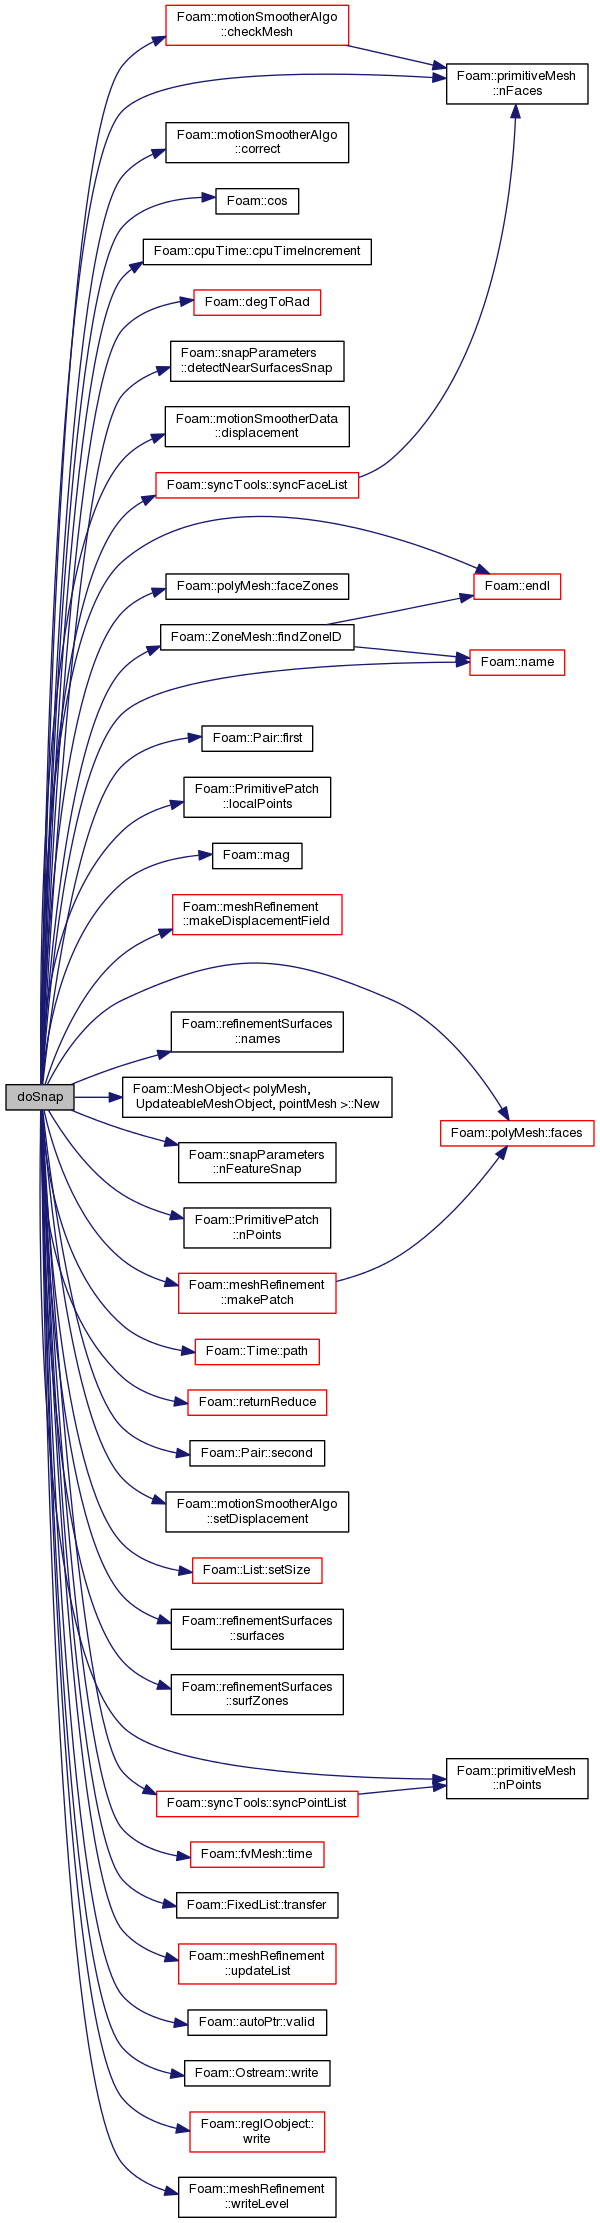 Foam::motionSmootherAlgo
::checkMesh
Foam::primitiveMesh
::nFaces
Foam::motionSmootherAlgo
::correct
Foam::cos
Foam::cpuTime::cpuTimeIncrement
Foam::degToRad
Foam::snapParameters
::detectNearSurfacesSnap
Foam::motionSmootherData
::displacement
Foam::syncTools::syncFaceList
Foam::endl
Foam::polyMesh::faceZones
Foam::ZoneMesh::findZoneID
Foam::name
Foam::Pair::first
Foam::PrimitivePatch
::localPoints
Foam::mag
Foam::meshRefinement
::makeDisplacementField
Foam::refinementSurfaces
::names
doSnap
Foam::MeshObject< polyMesh,
UpdateableMeshObject, pointMesh >::New
Foam::polyMesh::faces
Foam::snapParameters
::nFeatureSnap
Foam::PrimitivePatch
::nPoints
Foam::meshRefinement
::makePatch
Foam::Time::path
Foam::returnReduce
Foam::Pair::second
Foam::motionSmootherAlgo
::setDisplacement
Foam::List::setSize
Foam::refinementSurfaces
::surfaces
Foam::refinementSurfaces
::surfZones
Foam::primitiveMesh
::nPoints
Foam::syncTools::syncPointList
Foam::fvMesh::time
Foam::FixedList::transfer
Foam::meshRefinement
::updateList
Foam::autoPtr::valid
Foam::Ostream::write
Foam::regIOobject::
write
Foam::meshRefinement
::writeLevel